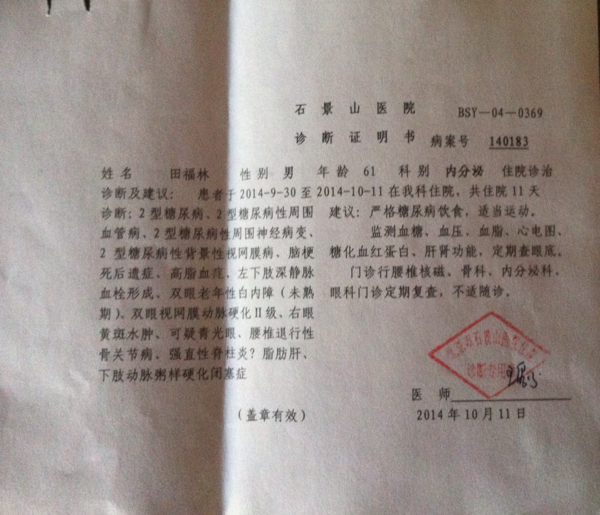 石景山医院 BSY—04—0369
诊断证明书 病案号 140183
姓名 田福林 性别 男 年龄 61 科别 内分泌 住院诊治
诊断及建议: 患者于2014-9-30至2014-10-11在我科住院,共住院11天
诊断:2型糖尿病、2型糖尿病性周围
血管病、2型糖尿病性周围神经病变、
2型糖尿病性背景性视网膜病、脑梗
死后遗症、高脂血症、左下肢深静脉
血栓形成、双眼老年性白内障(未熟
期)、双眼视网膜动脉硬化Ⅱ级、右眼
黄斑水肿、可疑青光眼、腰椎退行性
骨关节病、强直性脊柱炎?脂肪肝、
下肢动脉粥样硬化闭塞症
建议:严格糖尿病饮食,适当运动。
监测血糖、血压、血脂、心电图、
糖化血红蛋白、肝肾功能,定期查眼底。
门诊行腰椎核磁,骨科、内分泌科,
眼科门诊定期复查,不适随诊。
石景山
诊断专用
医师
(盖章有效) 2014年10月11日